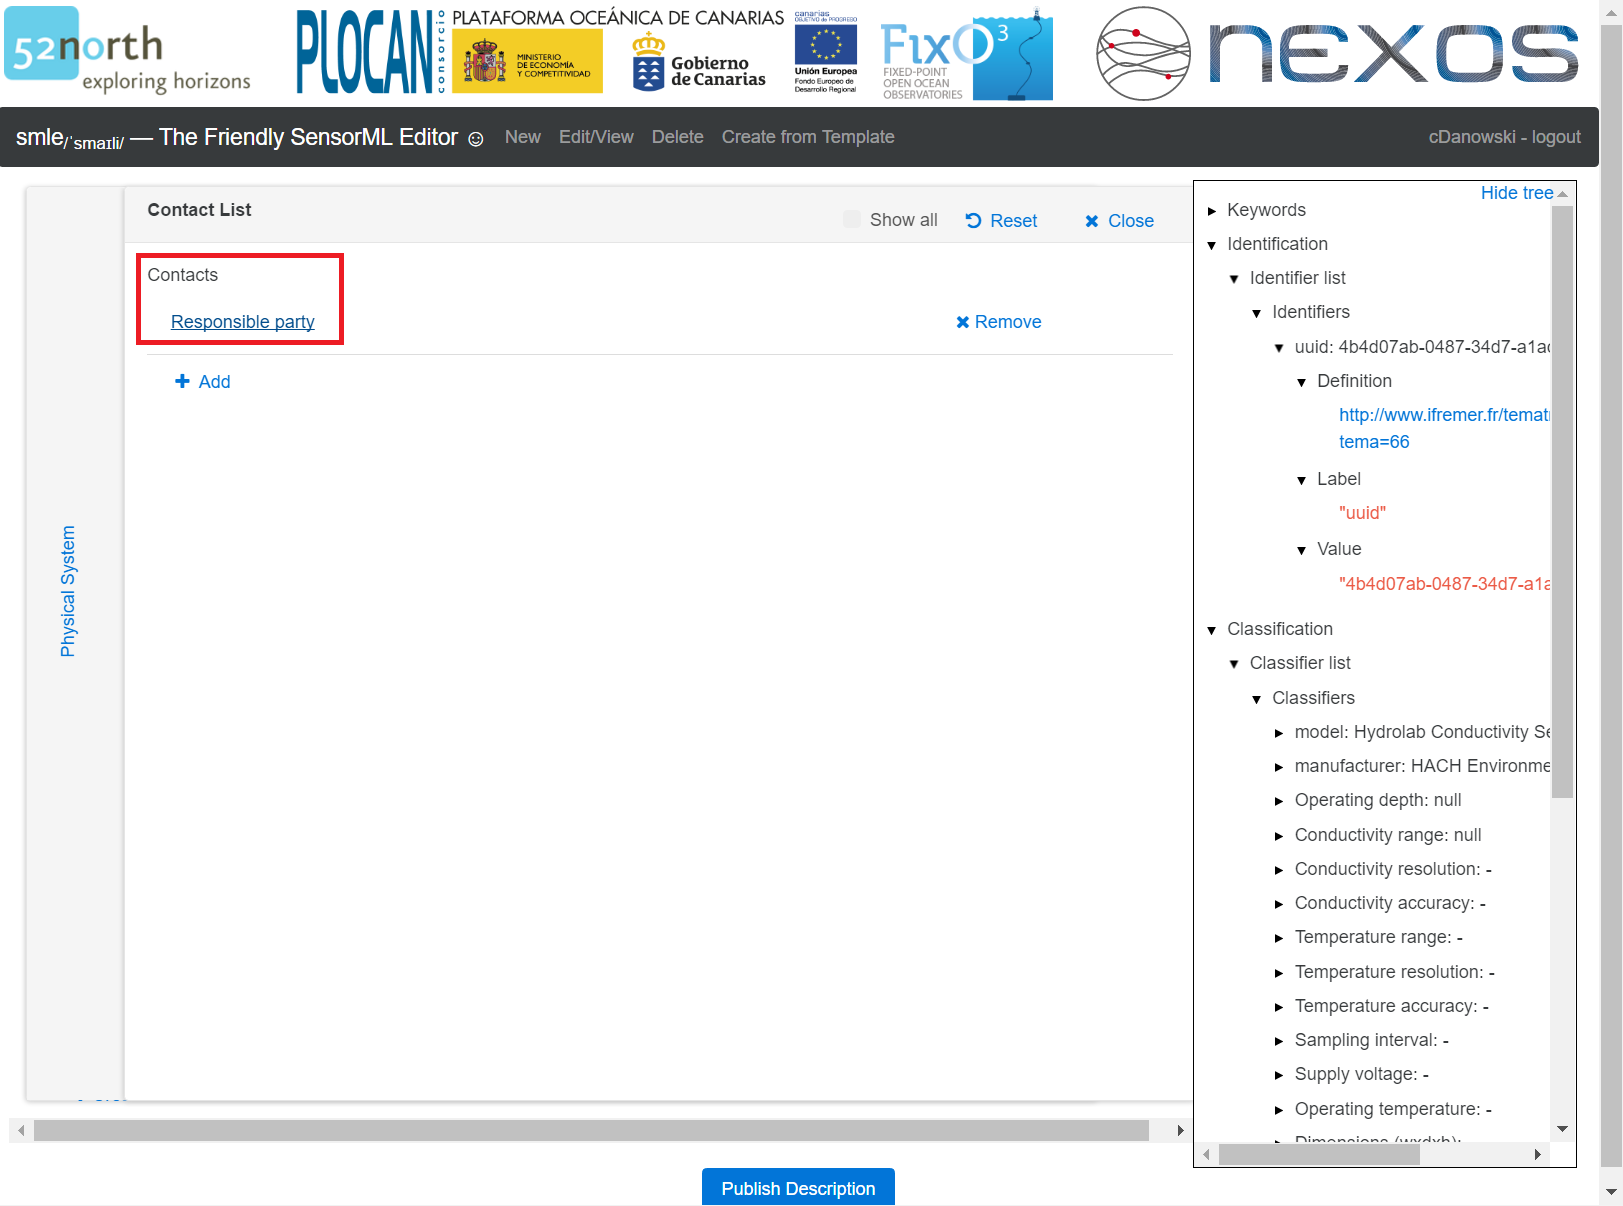 52north
exploring horizons
PLOCAN
consorcio
PLATAFORMA OCEÁNICA DE CANARIAS
MINISTERIO
DE ECONOMÍA
Y COMPETITIVIDAD
Gobierno
de Canarias
canarias
OBJETIVO DE PROGRESO
Unión Europea
Fondo Europeo de
Desarrollo Regional
FixO3
FIXED-POINT
OPEN OCEAN
OBSERVATORIES
nexos
smle/ˈsmaɪli/ — The Friendly SensorML Editor ☺ New Edit/View Delete Create from Template cDanowski - logout
Physical System
Contact List
Show all Reset Close
Contacts
Responsible party Remove
Add
Hide tree
Keywords
Identification
Identifier list
Identifiers
uuid: 4b4d07ab-0487-34d7-a1a
Definition
http://www.ifremer.fr/temat
tema=66
Label
"uuid"
Value
"4b4d07ab-0487-34d7-a1a
Classification
Classifier list
Classifiers
model: Hydrolab Conductivity Se
manufacturer: HACH Environme
Operating depth: null
Conductivity range: null
Conductivity resolution: -
Conductivity accuracy: -
Temperature range: -
Temperature resolution: -
Temperature accuracy: -
Sampling interval: -
Supply voltage: -
Operating temperature: -
Dimensions (wxdxh):
Publish Description